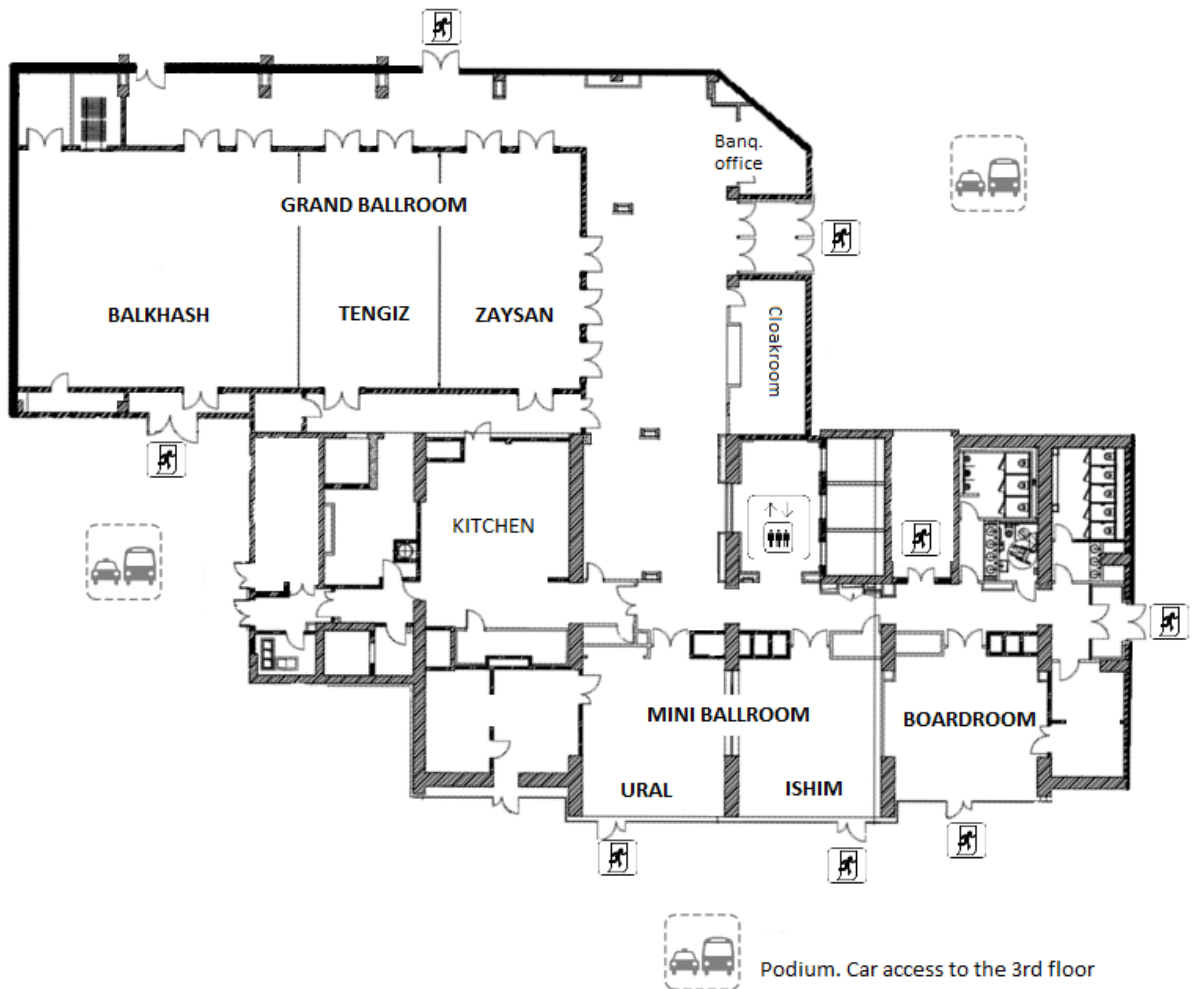 Banq.
office
GRAND BALLROOM
BALKHASH
TENGIZ
ZAYSAN
Cloakroom
KITCHEN
MINI BALLROOM
BOARDROOM
URAL
ISHIM
Podium. Car access to the 3rd floor